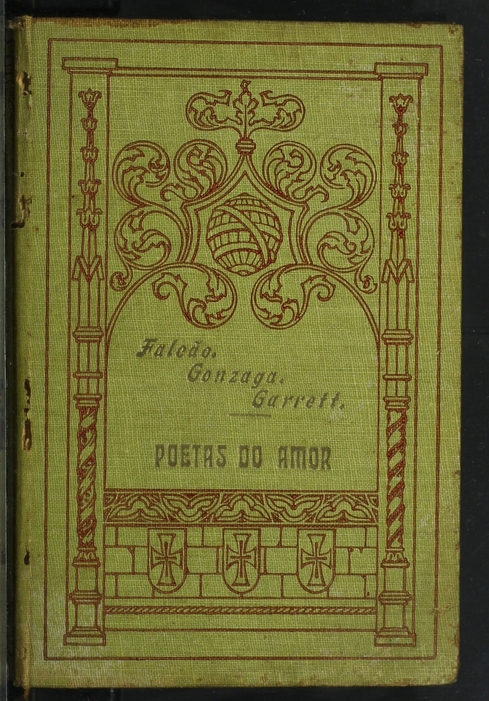 Falcão.
Gonzaga.
Garrett.
POETAS DO AMOR